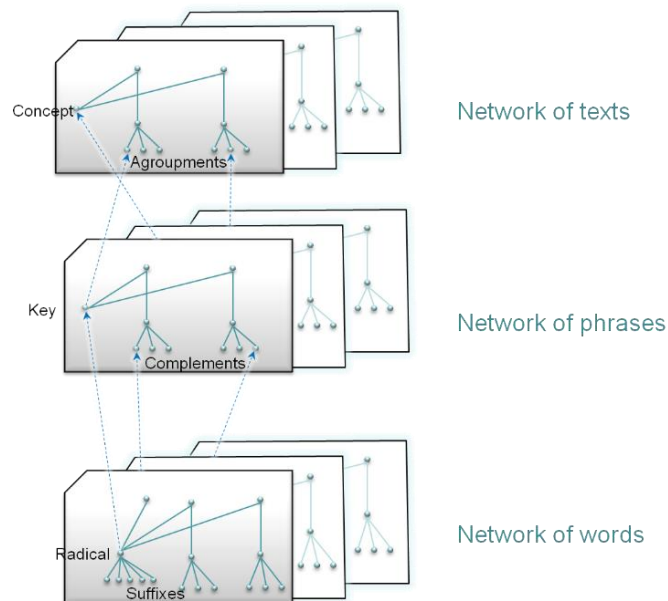 Concept
Agroupments
Network of texts
Key
Complements
Network of phrases
Radical
Suffixes
Network of words